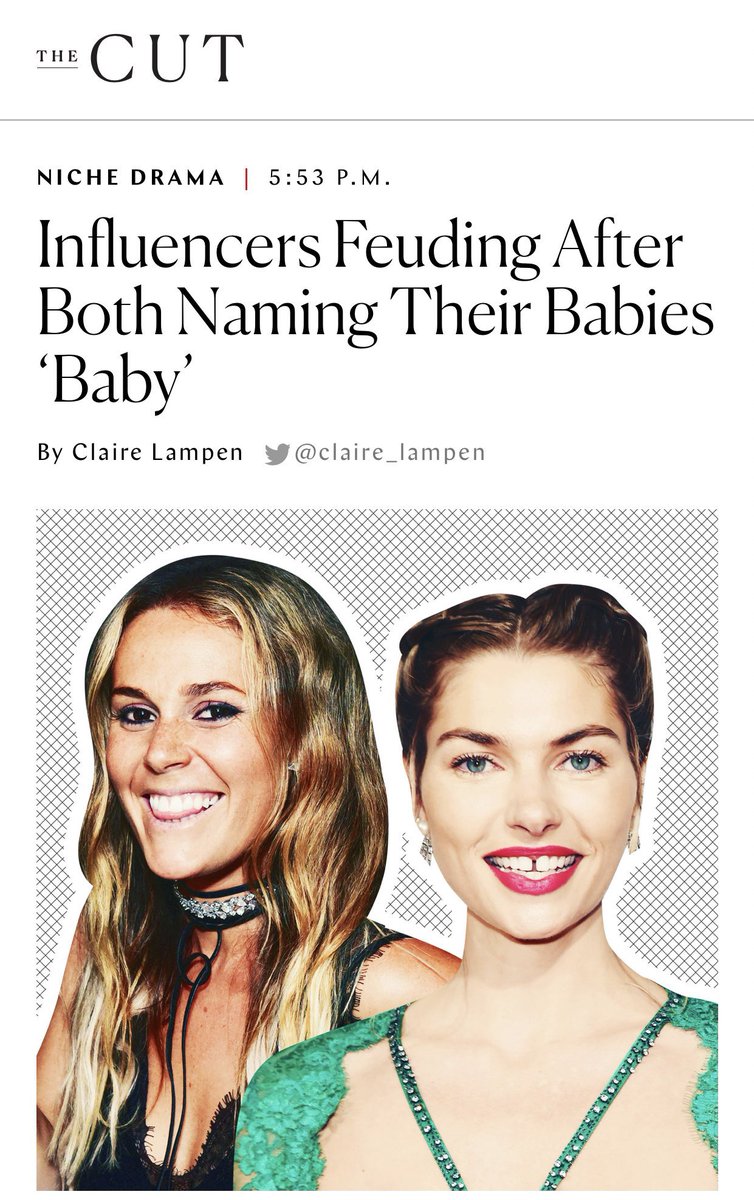 THE CUT
NICHE DRAMA | 5:53 P.M.
Influencers Feuding After
Both Naming Their Babies
‘Baby’
By Claire Lampen @claire_lampen